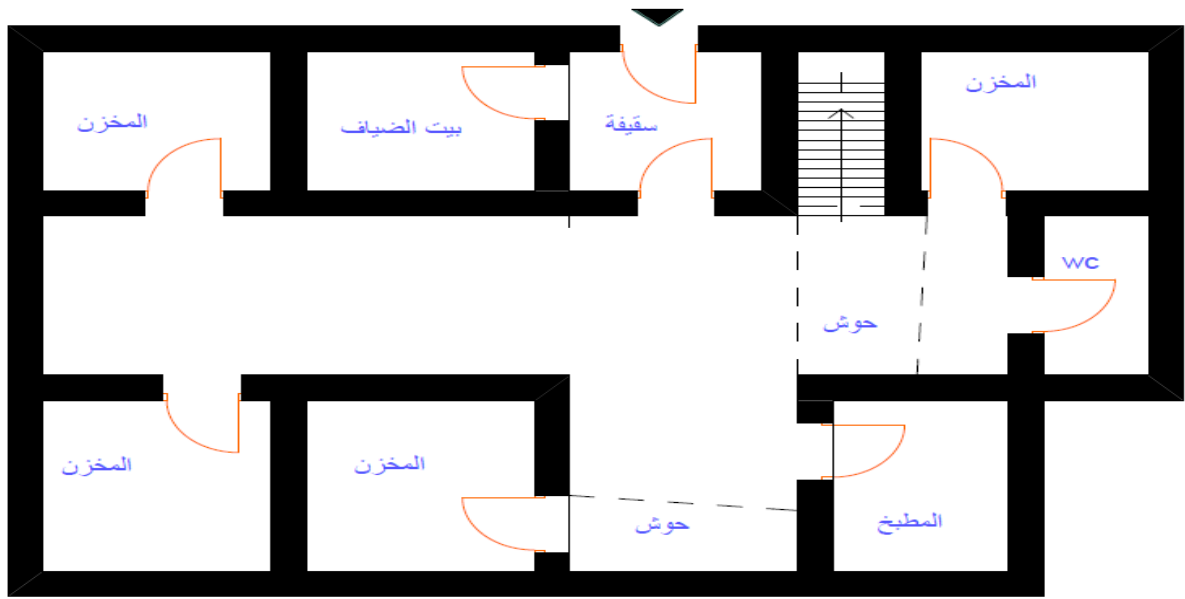 المخزن
سقيفة
بيت الضياف
المخزن
wc
حوش
المخزن
المخزن
المطبخ
حوش